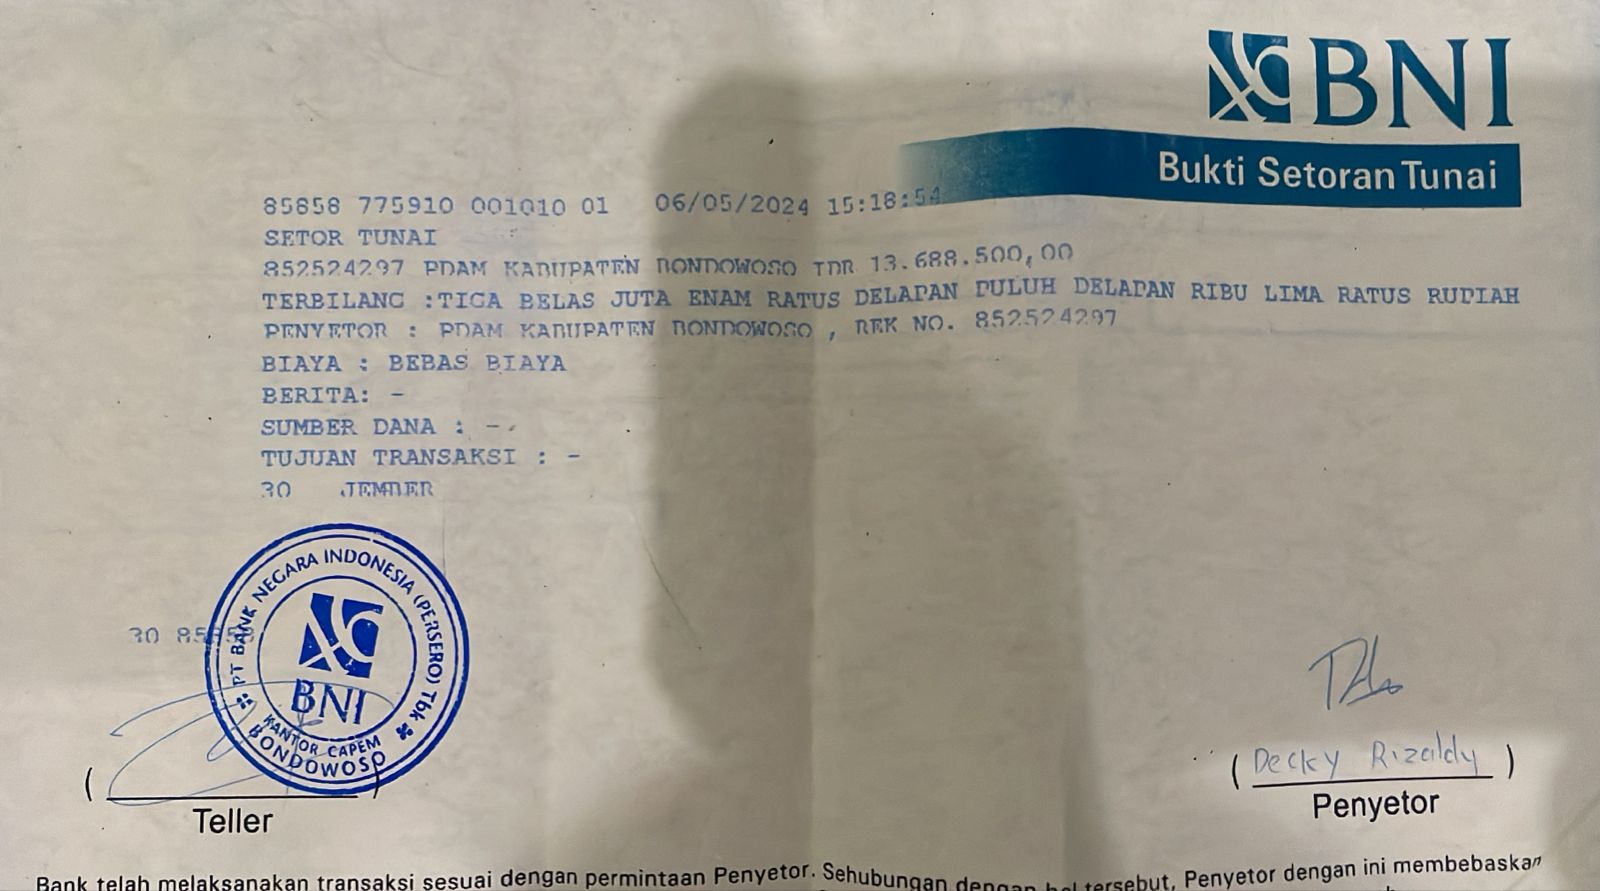 BNI
Bukti Setoran Tunai
85858 775910 001010 01 06/05/2024 15:18:54
SETOR TUNAI
852524297 PDAM KABUPATEN BONDOWOSO IDR 13.688.500,00
TERBILANG :TIGA BELAS JUTA ENAM RATUS DELAPAN PULUH DELAPAN RIBU LIMA RATUS RUPIAH
PENYETOR : PDAM KABUPATEN BONDOWOSO , REK NO. 852524297
BIAYA : BEBAS BIAYA
BERITA: -
SUMBER DANA : -
TUJUAN TRANSAKSI : -
30 JEMBER
PT BANK NEGARA INDONESIA (PERSERO) Tbk
BNI
KANTOR CAPEM
BONDOWOSO
30
( )
Teller
( Decky Rizaldy )
Penyetor
Bank telah melaksanakan transaksi sesuai dengan permintaan Penyetor. Sehubungan dengan hal tersebut, Penyetor dengan ini membebaskan